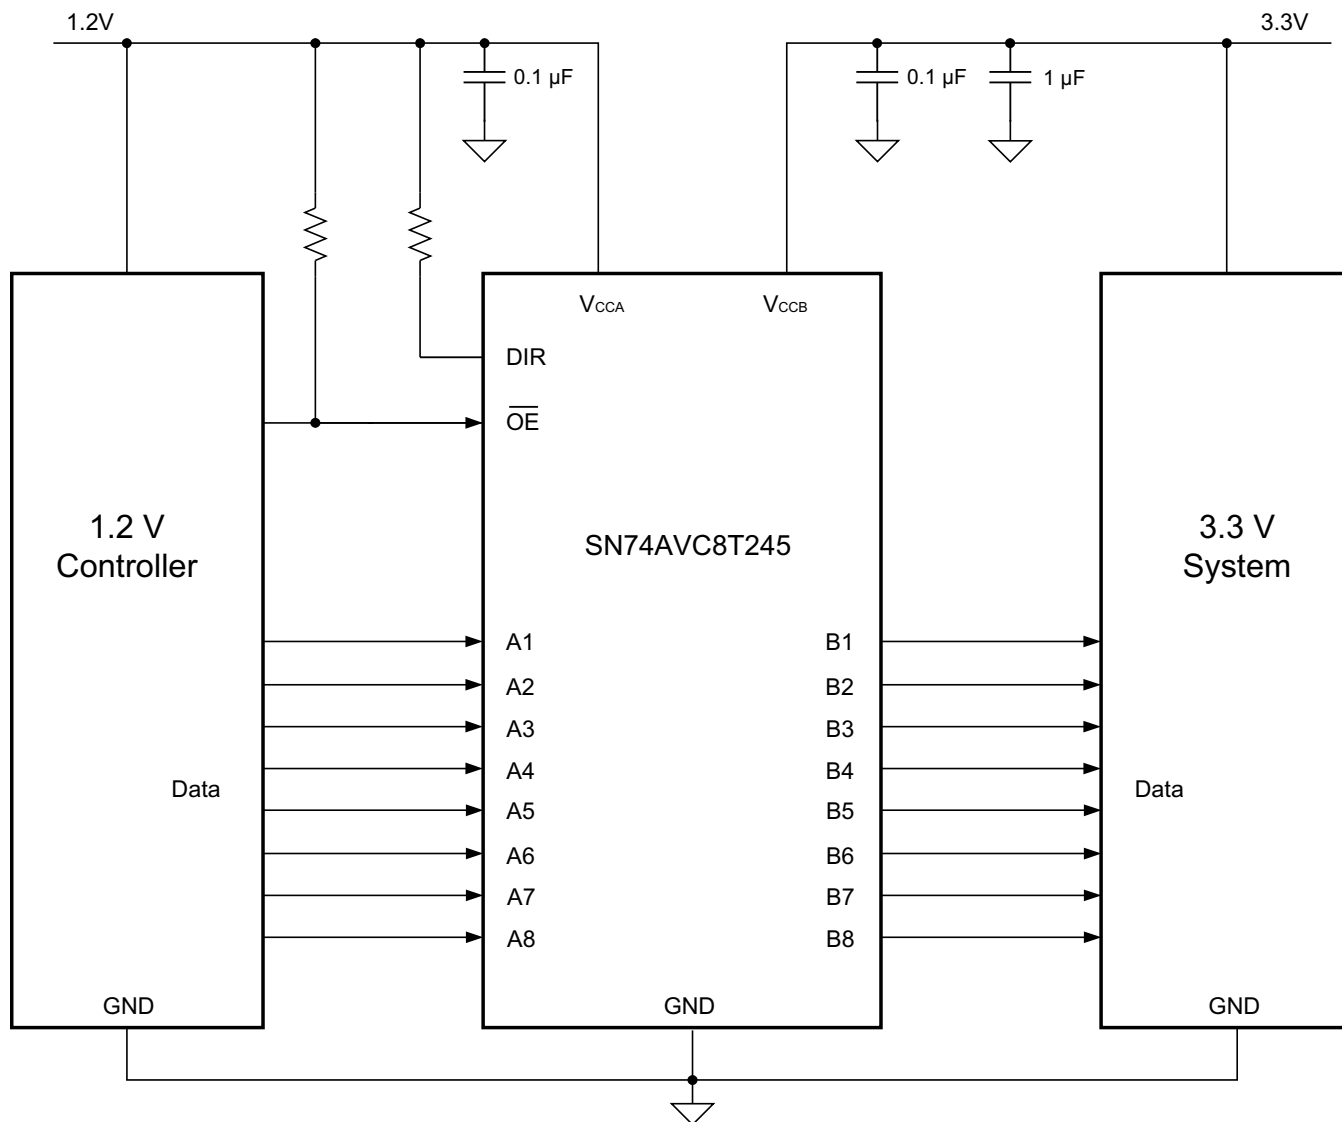 1.2V
3.3V
0.1 µF
0.1 µF
1 µF
VCCA
VCCB
DIR
OE
1.2 V
Controller
SN74AVC8T245
3.3 V
System
A1
B1
A2
B2
A3
B3
A4
B4
Data
Data
A5
B5
A6
B6
A7
B7
A8
B8
GND
GND
GND